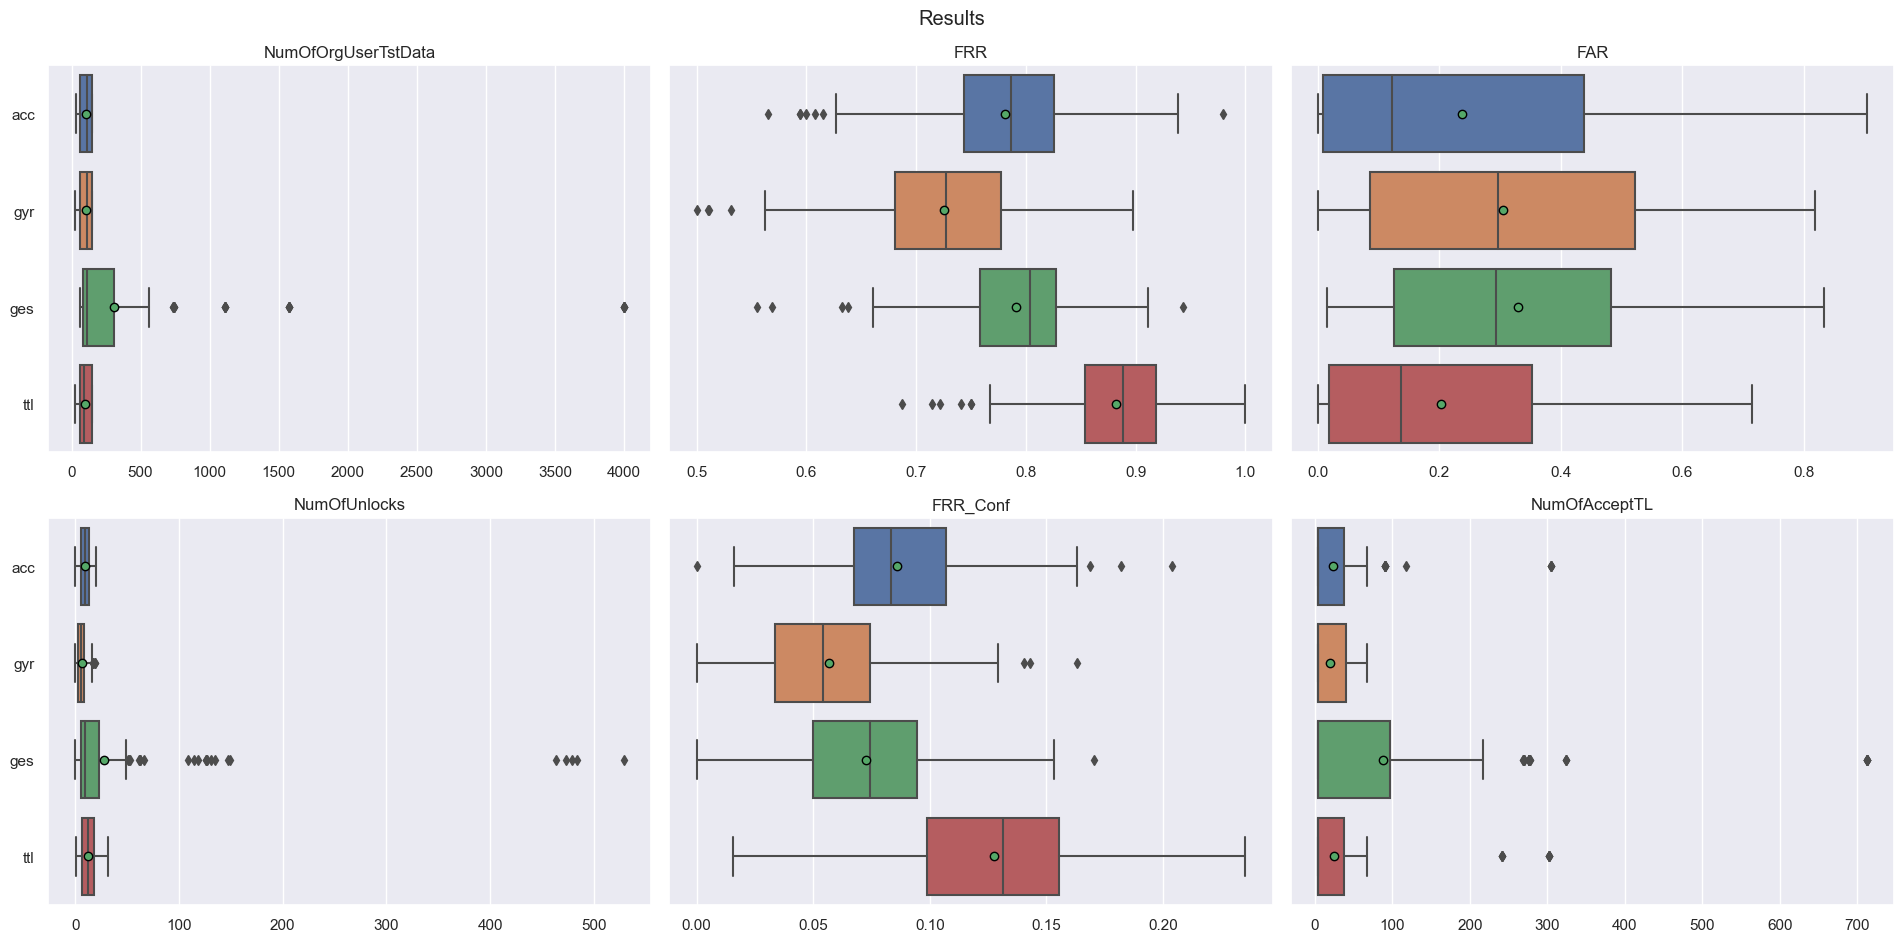 Results
NumOfOrgUserTstData
FRR
FAR
acc
gyr
ges
ttl
0 500 1000 1500 2000 2500 3000 3500 4000
0.5 0.6 0.7 0.8 0.9 1.0
0.0 0.2 0.4 0.6 0.8
NumOfUnlocks
FRR_Conf
NumOfAcceptTL
acc
gyr
ges
ttl
0 100 200 300 400 500
0.00 0.05 0.10 0.15 0.20
0 100 200 300 400 500 600 700